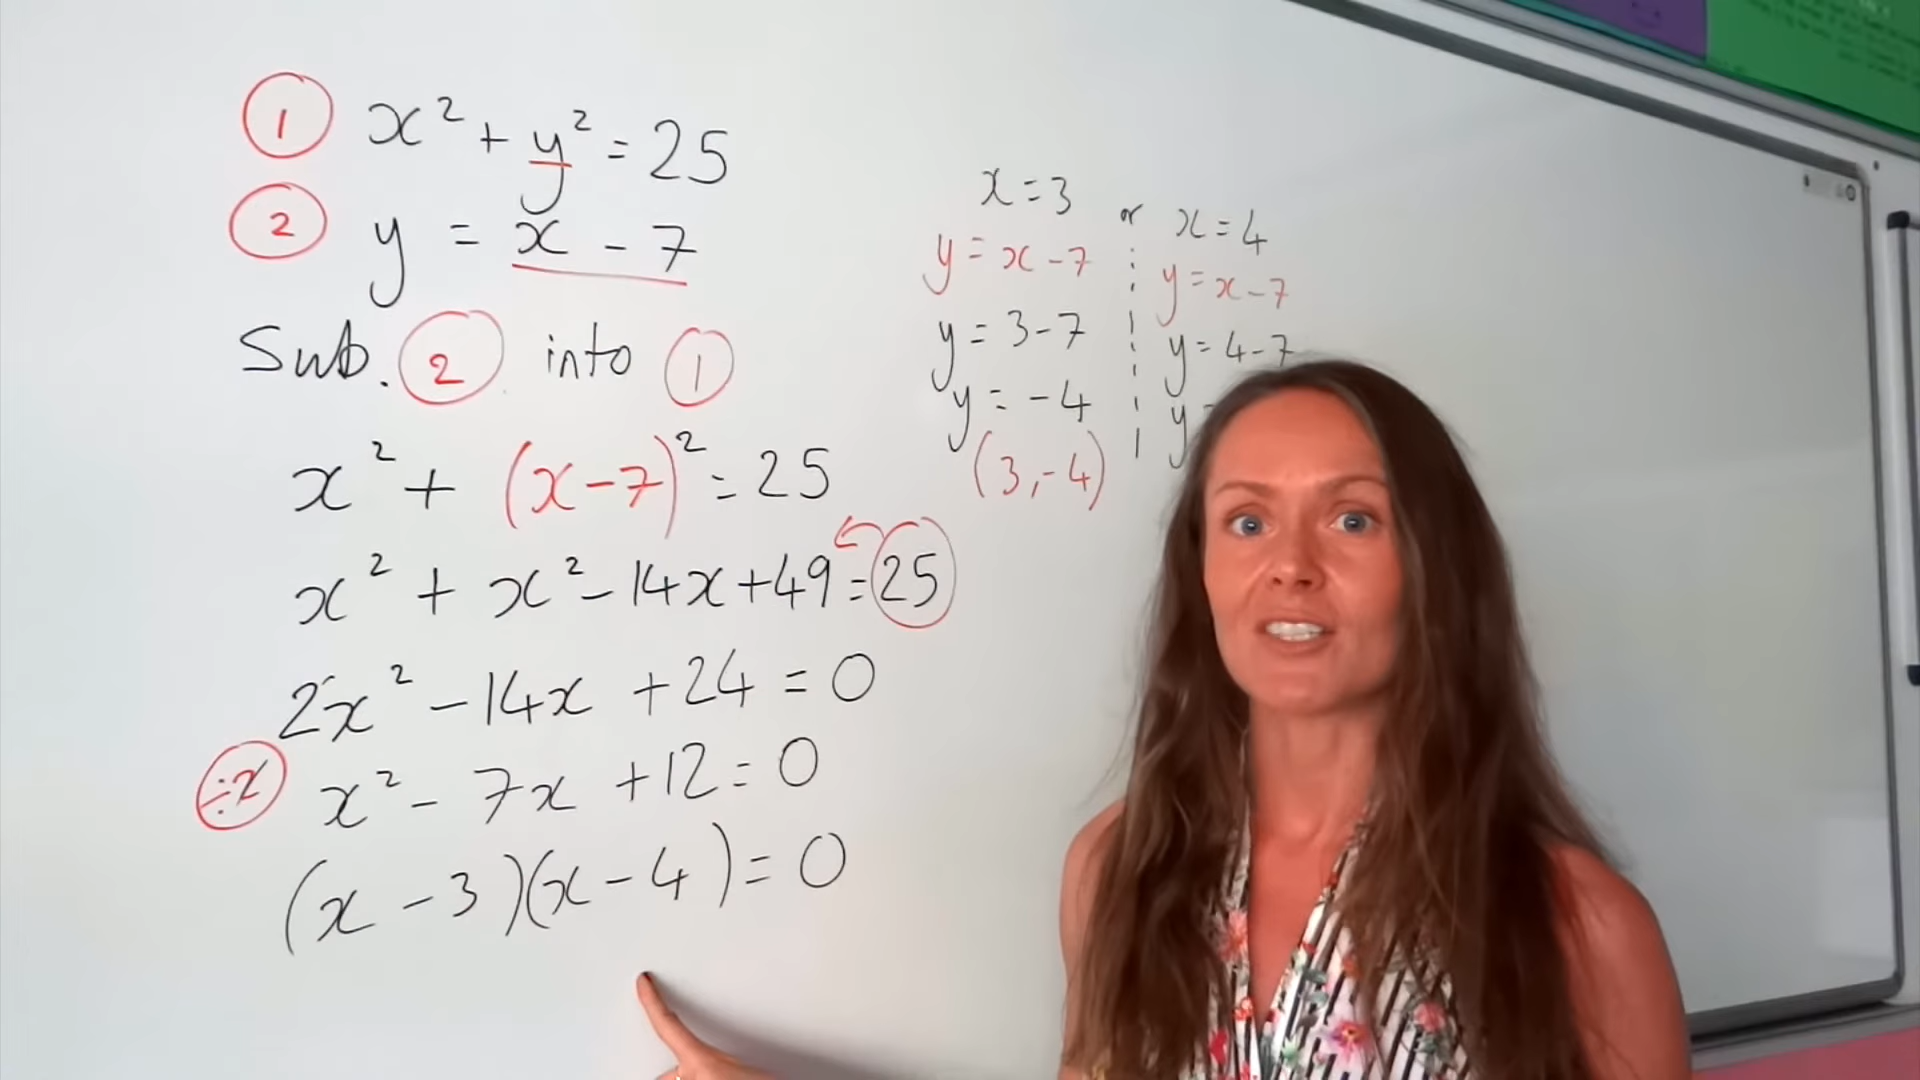 ① x² + y² = 25
② y = x - 7
Sub. ② into ①
x² + (x-7)² = 25
x² + x² - 14x + 49 = 25
2x² - 14x + 24 = 0
÷2 x² - 7x + 12 = 0
(x - 3)(x - 4) = 0
x = 3 or x = 4
y = x - 7 y = x - 7
y = 3 - 7 y = 4 - 7
y = -4 y
(3, -4)